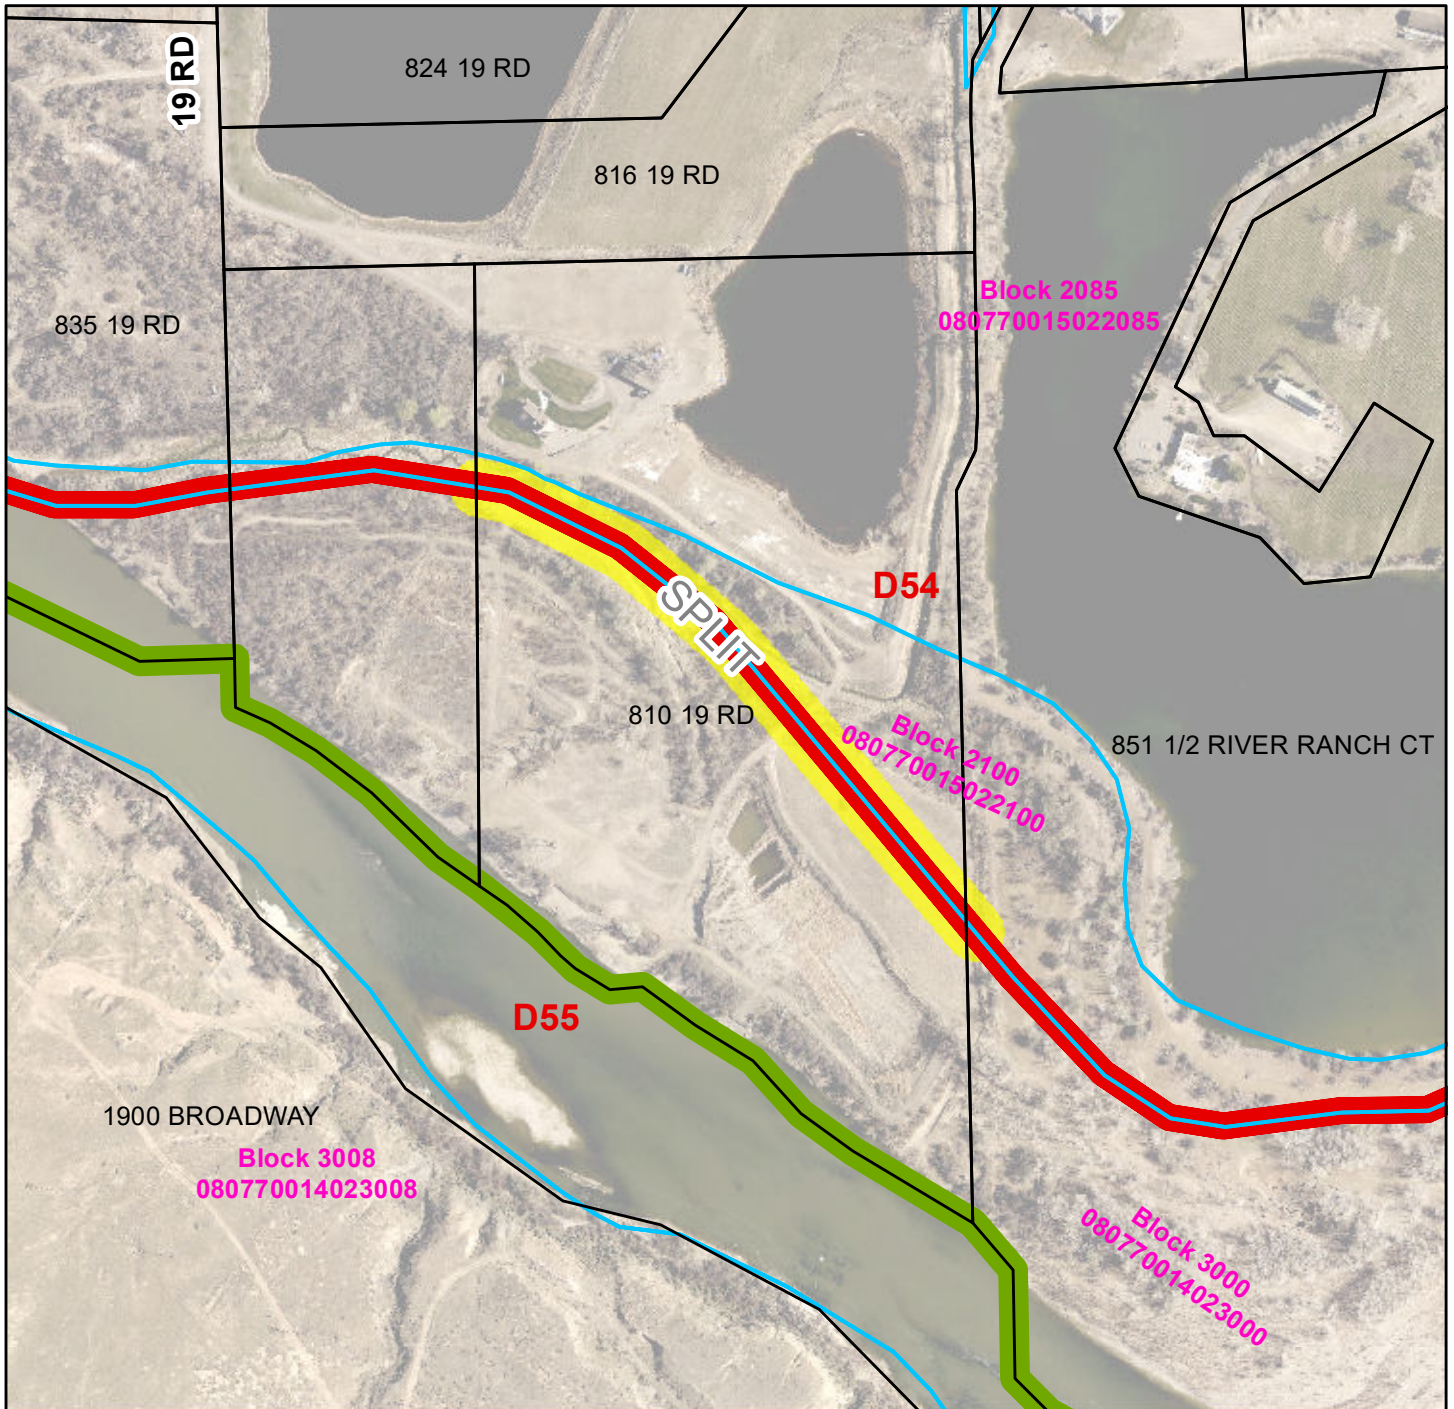 19 RD
824 19 RD
816 19 RD
835 19 RD
Block 2085
080770015022085
D54
SPLIT
810 19 RD
Block 2100
080770015022100
851 1/2 RIVER RANCH CT
D55
1900 BROADWAY
Block 3008
080770014023008
Block 3000
080770014023000